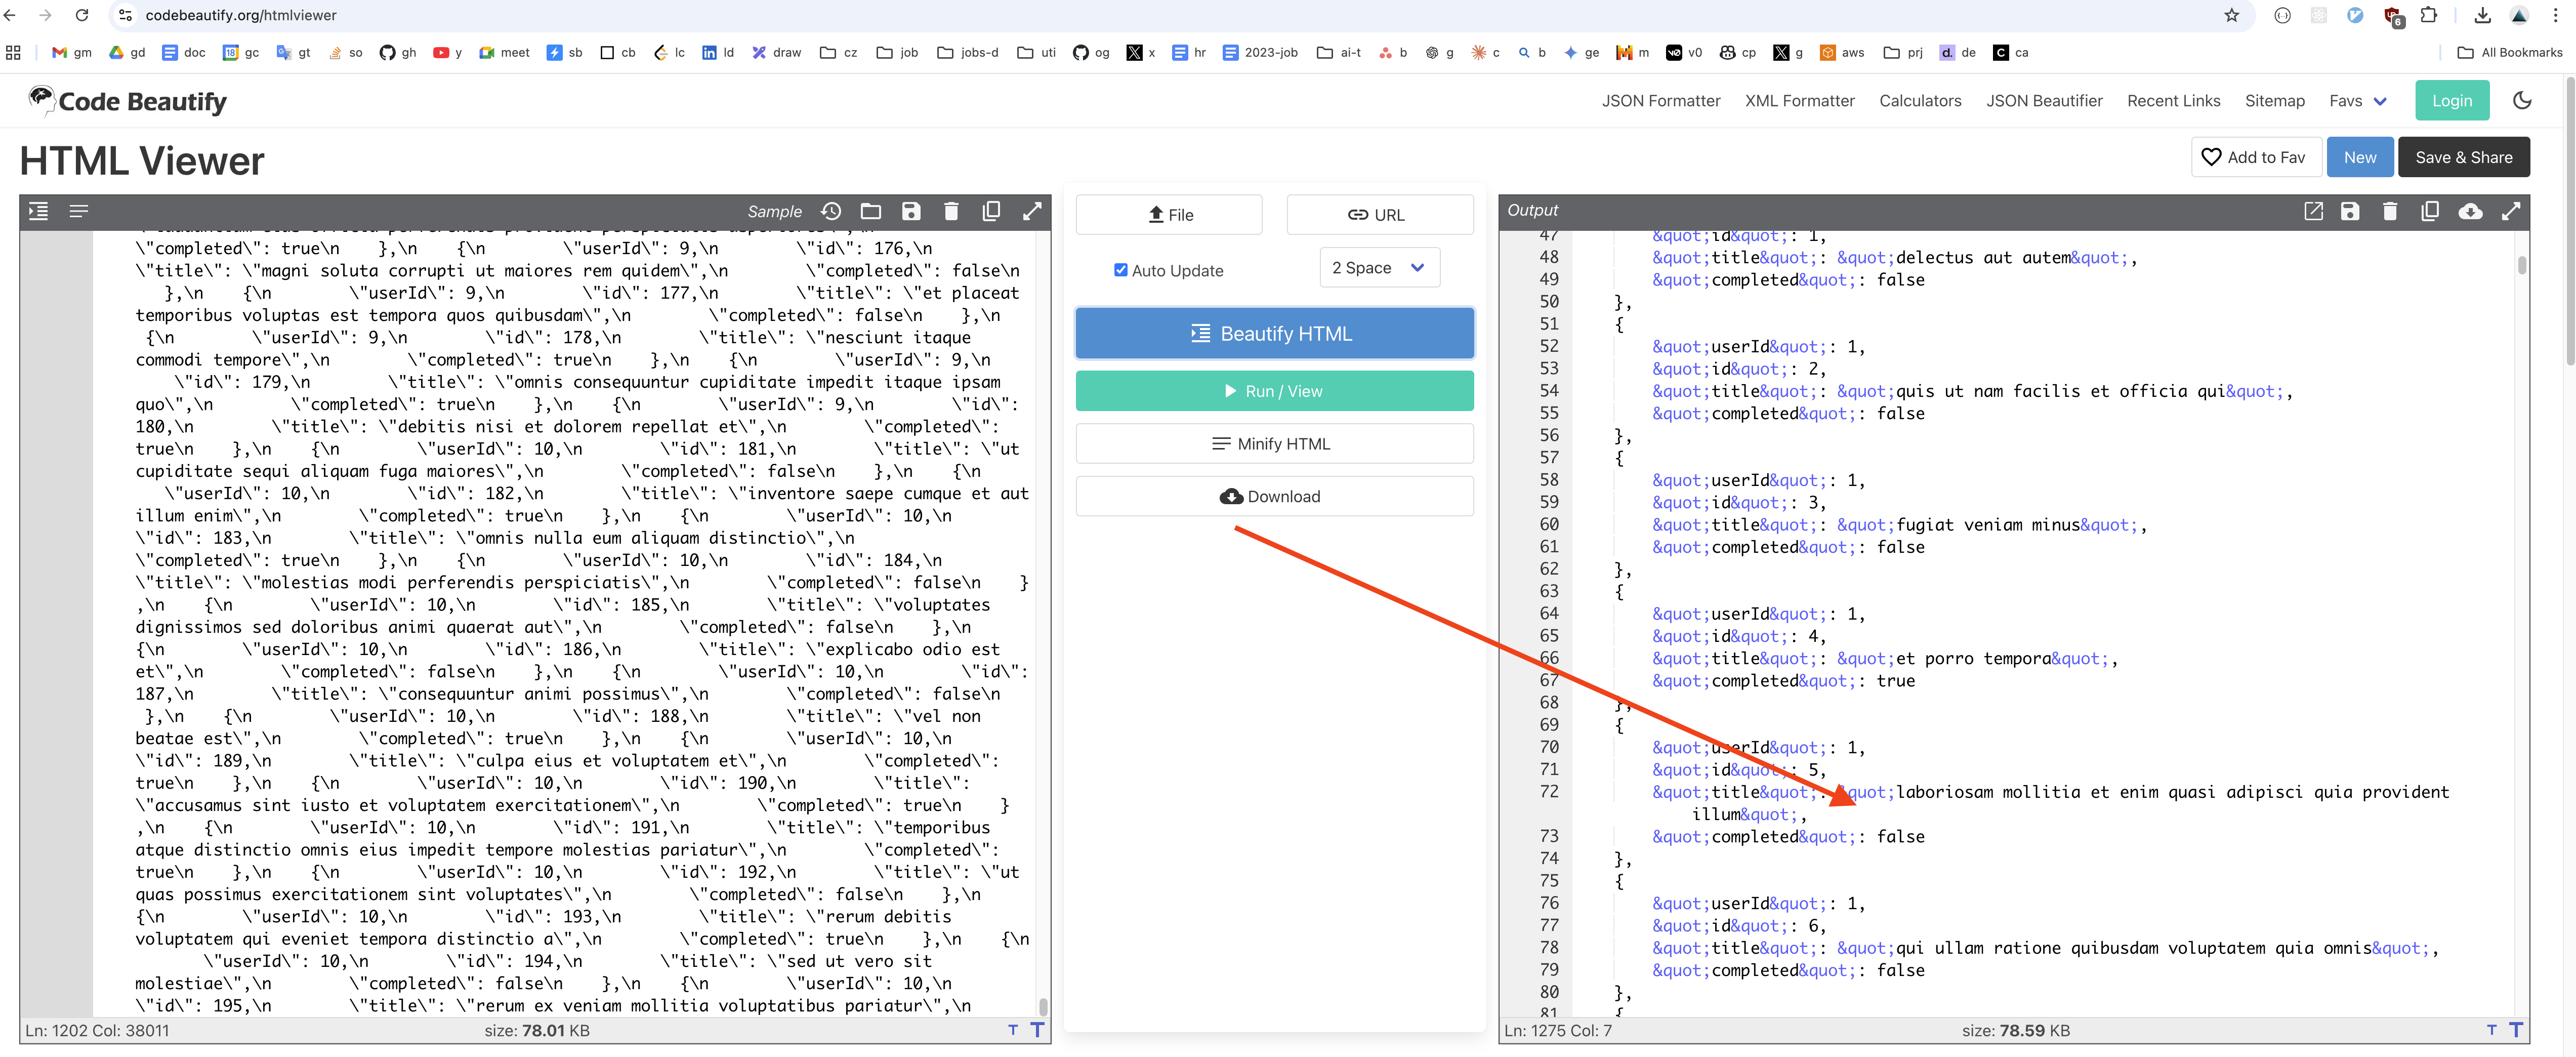 codebeautify.org/htmlviewer
6
gm gd doc gc gt so gh y meet sb cb lc ld draw cz job jobs-d uti og x hr 2023-job ai-t b g c b ge m v0 cp g aws prj de ca All Bookmarks
Code Beautify
JSON Formatter XML Formatter Calculators JSON Beautifier Recent Links Sitemap Favs Login
HTML Viewer
Add to Fav New Save & Share
Sample
\"completed\": true\n    },\n    {\n        \"userId\": 9,\n        \"id\": 176,\n
\"title\": \"magni soluta corrupti ut maiores rem quidem\",\n        \"completed\": false\n
},\n    {\n        \"userId\": 9,\n        \"id\": 177,\n        \"title\": \"et placeat
temporibus voluptas est tempora quos quibusdam\",\n        \"completed\": false\n    },\n
{\n        \"userId\": 9,\n        \"id\": 178,\n        \"title\": \"nesciunt itaque
commodi tempore\",\n        \"completed\": true\n    },\n    {\n        \"userId\": 9,\n
\"id\": 179,\n        \"title\": \"omnis consequuntur cupiditate impedit itaque ipsam
quo\",\n        \"completed\": true\n    },\n    {\n        \"userId\": 9,\n        \"id\":
180,\n        \"title\": \"debitis nisi et dolorem repellat et\",\n        \"completed\":
true\n    },\n    {\n        \"userId\": 10,\n        \"id\": 181,\n        \"title\": \"ut
cupiditate sequi aliquam fuga maiores\",\n        \"completed\": false\n    },\n    {\n
\"userId\": 10,\n        \"id\": 182,\n        \"title\": \"inventore saepe cumque et aut
illum enim\",\n        \"completed\": true\n    },\n    {\n        \"userId\": 10,\n
\"id\": 183,\n        \"title\": \"omnis nulla eum aliquam distinctio\",\n
\"completed\": true\n    },\n    {\n        \"userId\": 10,\n        \"id\": 184,\n
\"title\": \"molestias modi perferendis perspiciatis\",\n        \"completed\": false\n    }
,\n    {\n        \"userId\": 10,\n        \"id\": 185,\n        \"title\": \"voluptates
dignissimos sed doloribus animi quaerat aut\",\n        \"completed\": false\n    },\n
{\n        \"userId\": 10,\n        \"id\": 186,\n        \"title\": \"explicabo odio est
et\",\n        \"completed\": false\n    },\n    {\n        \"userId\": 10,\n        \"id\":
187,\n        \"title\": \"consequuntur animi possimus\",\n        \"completed\": false\n
},\n    {\n        \"userId\": 10,\n        \"id\": 188,\n        \"title\": \"vel non
beatae est\",\n        \"completed\": true\n    },\n    {\n        \"userId\": 10,\n
\"id\": 189,\n        \"title\": \"culpa eius et voluptatem et\",\n        \"completed\":
true\n    },\n    {\n        \"userId\": 10,\n        \"id\": 190,\n        \"title\":
\"accusamus sint iusto et voluptatem exercitationem\",\n        \"completed\": true\n    }
,\n    {\n        \"userId\": 10,\n        \"id\": 191,\n        \"title\": \"temporibus
atque distinctio omnis eius impedit tempore molestias pariatur\",\n        \"completed\":
true\n    },\n    {\n        \"userId\": 10,\n        \"id\": 192,\n        \"title\": \"ut
quas possimus exercitationem sint voluptates\",\n        \"completed\": false\n    },\n
{\n        \"userId\": 10,\n        \"id\": 193,\n        \"title\": \"rerum debitis
voluptatem qui eveniet tempora distinctio a\",\n        \"completed\": true\n    },\n    {\n
\"userId\": 10,\n        \"id\": 194,\n        \"title\": \"sed ut vero sit
molestiae\",\n        \"completed\": false\n    },\n    {\n        \"userId\": 10,\n
\"id\": 195,\n        \"title\": \"rerum ex veniam mollitia voluptatibus pariatur\",\n
Ln: 1202 Col: 38011 size: 78.01 KB T T
File URL
Auto Update 2 Space
Beautify HTML
Run / View
Minify HTML
Download
Output
47 &quot;id&quot;: 1,
48 &quot;title&quot;: &quot;delectus aut autem&quot;,
49 &quot;completed&quot;: false
50 },
51 {
52 &quot;userId&quot;: 1,
53 &quot;id&quot;: 2,
54 &quot;title&quot;: &quot;quis ut nam facilis et officia qui&quot;,
55 &quot;completed&quot;: false
56 },
57 {
58 &quot;userId&quot;: 1,
59 &quot;id&quot;: 3,
60 &quot;title&quot;: &quot;fugiat veniam minus&quot;,
61 &quot;completed&quot;: false
62 },
63 {
64 &quot;userId&quot;: 1,
65 &quot;id&quot;: 4,
66 &quot;title&quot;: &quot;et porro tempora&quot;,
67 &quot;completed&quot;: true
68 },
69 {
70 &quot;userId&quot;: 1,
71 &quot;id&quot;: 5,
72 &quot;title&quot;: &quot;laboriosam mollitia et enim quasi adipisci quia provident
illum&quot;,
73 &quot;completed&quot;: false
74 },
75 {
76 &quot;userId&quot;: 1,
77 &quot;id&quot;: 6,
78 &quot;title&quot;: &quot;qui ullam ratione quibusdam voluptatem quia omnis&quot;,
79 &quot;completed&quot;: false
80 },
81 {
Ln: 1275 Col: 7 size: 78.59 KB T T